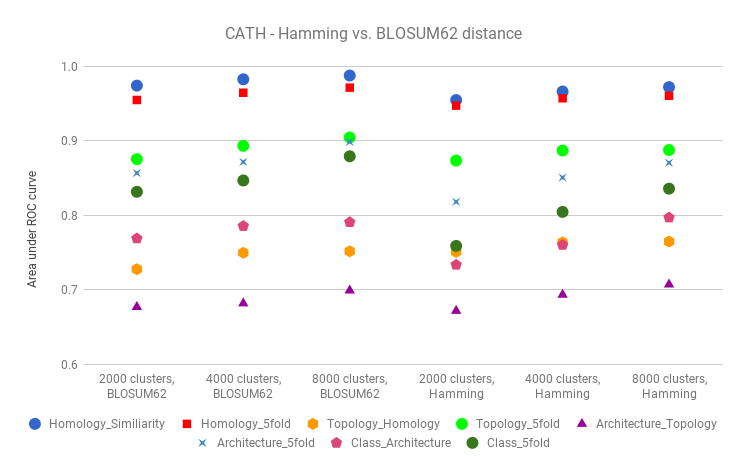 CATH - Hamming vs. BLOSUM62 distance
Area under ROC curve
1.0
0.9
0.8
0.7
0.6
2000 clusters,
BLOSUM62
4000 clusters,
BLOSUM62
8000 clusters,
BLOSUM62
2000 clusters,
Hamming
4000 clusters,
Hamming
8000 clusters,
Hamming
Homology_Similiarity
Homology_5fold
Topology_Homology
Topology_5fold
Architecture_Topology
Architecture_5fold
Class_Architecture
Class_5fold